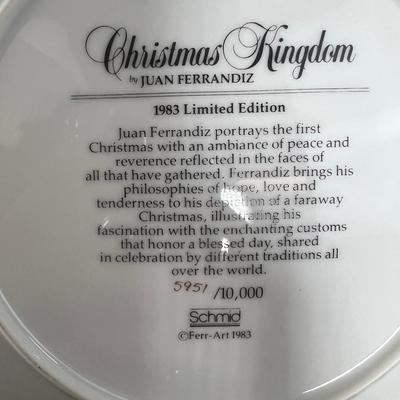 Christmas Kingdom
by JUAN FERRANDIZ
1983 Limited Edition
Juan Ferrandiz portrays the first
Christmas with an ambiance of peace and
reverence reflected in the faces of
all that have gathered. Ferrandiz brings his
philosophies of hope, love and
tenderness to his depiction of a faraway
Christmas, illustrating his
fascination with the enchanting customs
that honor a blessed day, shared
in celebration by different traditions all
over the world.
5951 /10,000
Schmid
©Ferr-Art 1983